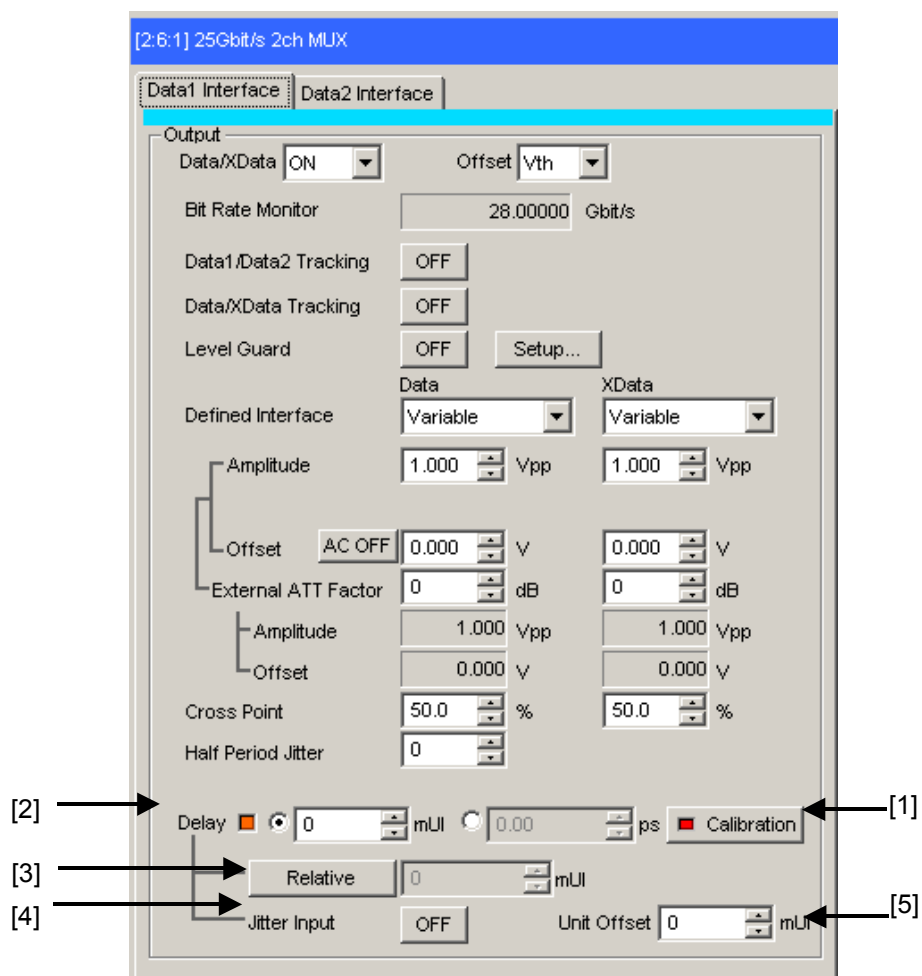 [2:6:1] 25Gbit/s 2ch MUX
Data1 Interface Data2 Interface
Output
Data/XData ON Offset Vth
Bit Rate Monitor 28.00000 Gbit/s
Data1/Data2 Tracking OFF
Data/XData Tracking OFF
Level Guard OFF Setup...
Data XData
Defined Interface Variable Variable
Amplitude 1.000 Vpp 1.000 Vpp
Offset AC OFF 0.000 V 0.000 V
External ATT Factor 0 dB 0 dB
Amplitude 1.000 Vpp 1.000 Vpp
Offset 0.000 V 0.000 V
Cross Point 50.0 % 50.0 %
Half Period Jitter 0
[2] Delay 0 mUI 0.00 ps Calibration [1]
[3] Relative 0 mUI
[4] Jitter Input OFF Unit Offset 0 mUI [5]